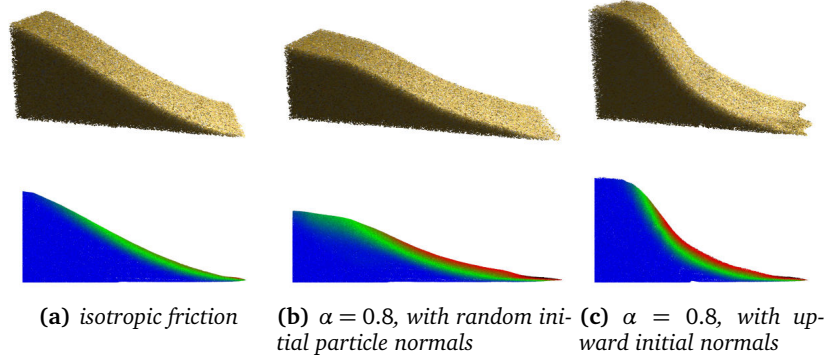 (a) isotropic friction
(b) α = 0.8, with random ini-
tial particle normals
(c) α = 0.8, with up-
ward initial normals